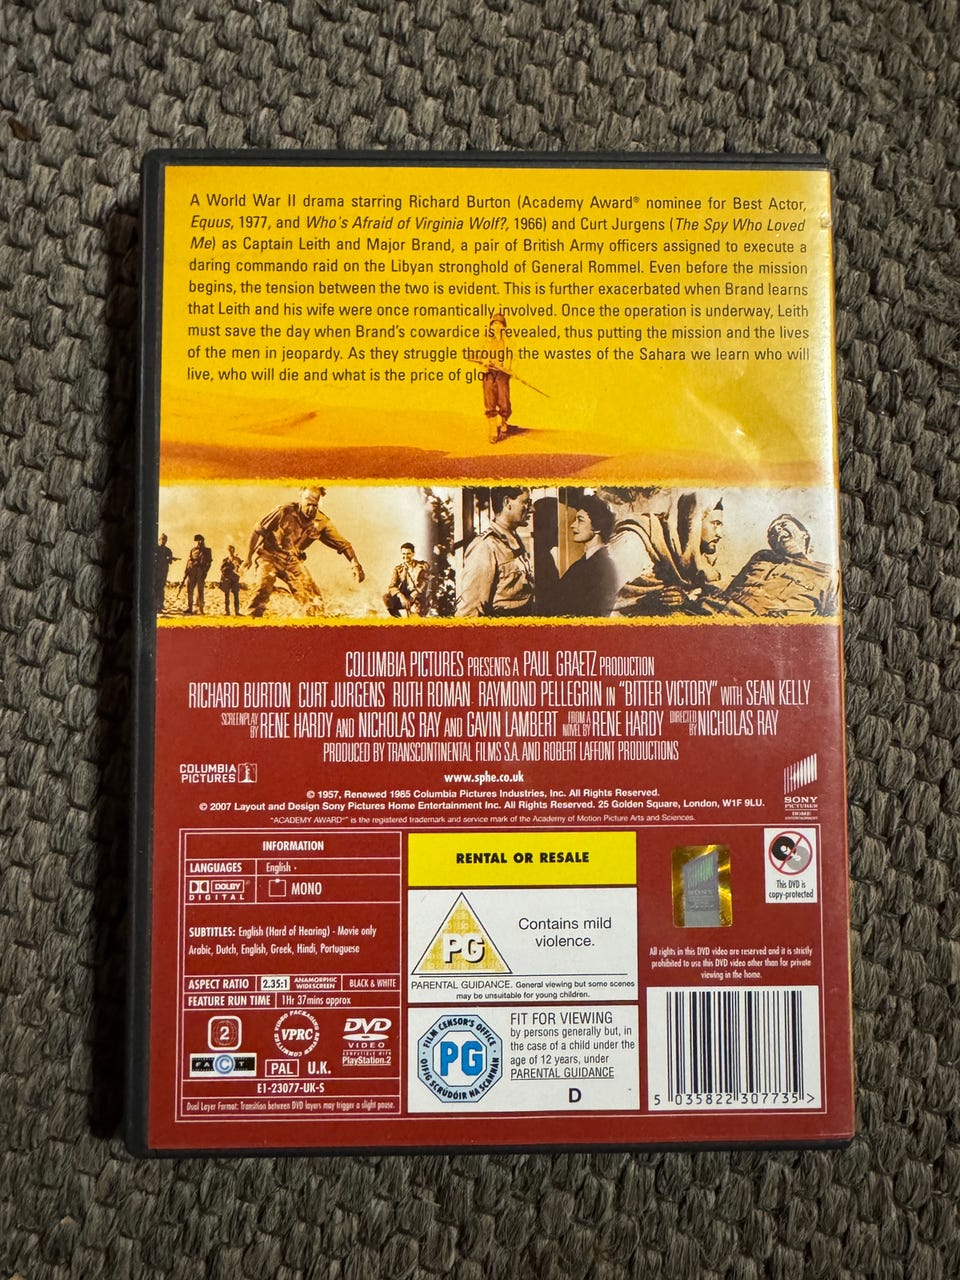 A World War II drama starring Richard Burton (Academy Award® nominee for Best Actor,
Equus, 1977, and Who's Afraid of Virginia Wolf?, 1966) and Curt Jurgens (The Spy Who Loved
Me) as Captain Leith and Major Brand, a pair of British Army officers assigned to execute a
daring commando raid on the Libyan stronghold of General Rommel. Even before the mission
begins, the tension between the two is evident. This is further exacerbated when Brand learns
that Leith and his wife were once romantically involved. Once the operation is underway, Leith
must save the day when Brand's cowardice is revealed, thus putting the mission and the lives
of the men in jeopardy. As they struggle through the wastes of the Sahara we learn who will
live, who will die and what is the price of glory.
COLUMBIA PICTURES PRESENTS A PAUL GRAETZ PRODUCTION
RICHARD BURTON CURT JURGENS RUTH ROMAN RAYMOND PELLEGRIN IN "BITTER VICTORY" WITH SEAN KELLY
SCREENPLAY BY RENE HARDY AND NICHOLAS RAY AND GAVIN LAMBERT FROM A NOVEL BY RENE HARDY DIRECTED BY NICHOLAS RAY
PRODUCED BY TRANSCONTINENTAL FILMS S.A. AND ROBERT LAFFONT PRODUCTIONS
COLUMBIA
PICTURES
www.sphe.co.uk
© 1957, Renewed 1985 Columbia Pictures Industries, Inc. All Rights Reserved.
© 2007 Layout and Design Sony Pictures Home Entertainment Inc. All Rights Reserved. 25 Golden Square, London, W1F 9LU.
"ACADEMY AWARD®" is the registered trademark and service mark of the Academy of Motion Picture Arts and Sciences.
SONY
PICTURES
HOME
ENTERTAINMENT
INFORMATION
LANGUAGES English •
DOLBY DIGITAL MONO
SUBTITLES: English (Hard of Hearing) - Movie only
Arabic, Dutch, English, Greek, Hindi, Portuguese
ASPECT RATIO 2.35:1 ANAMORPHIC WIDESCREEN BLACK & WHITE
FEATURE RUN TIME 1Hr 37mins approx
2
VIDEO PACKAGING REVIEW COMMITTEE
VPRC
DVD
VIDEO
COMPATIBLE WITH
PlayStation.2
FACT
PAL U.K.
E1-23077-UK-S
Dual Layer Format: Transition between DVD layers may trigger a slight pause.
RENTAL OR RESALE
PG
Contains mild
violence.
PARENTAL GUIDANCE. General viewing but some scenes
may be unsuitable for young children.
FILM CENSOR'S OFFICE
PG
OIFIG SCRÚDÓIR NA SCANNÁN
FIT FOR VIEWING
by persons generally but, in
the case of a child under the
age of 12 years, under
PARENTAL GUIDANCE
D
SONY
This DVD is
copy-protected
All rights in this DVD video are reserved and it is strictly
prohibited to use this DVD video other than for private
viewing in the home.
5 035822 307735 >